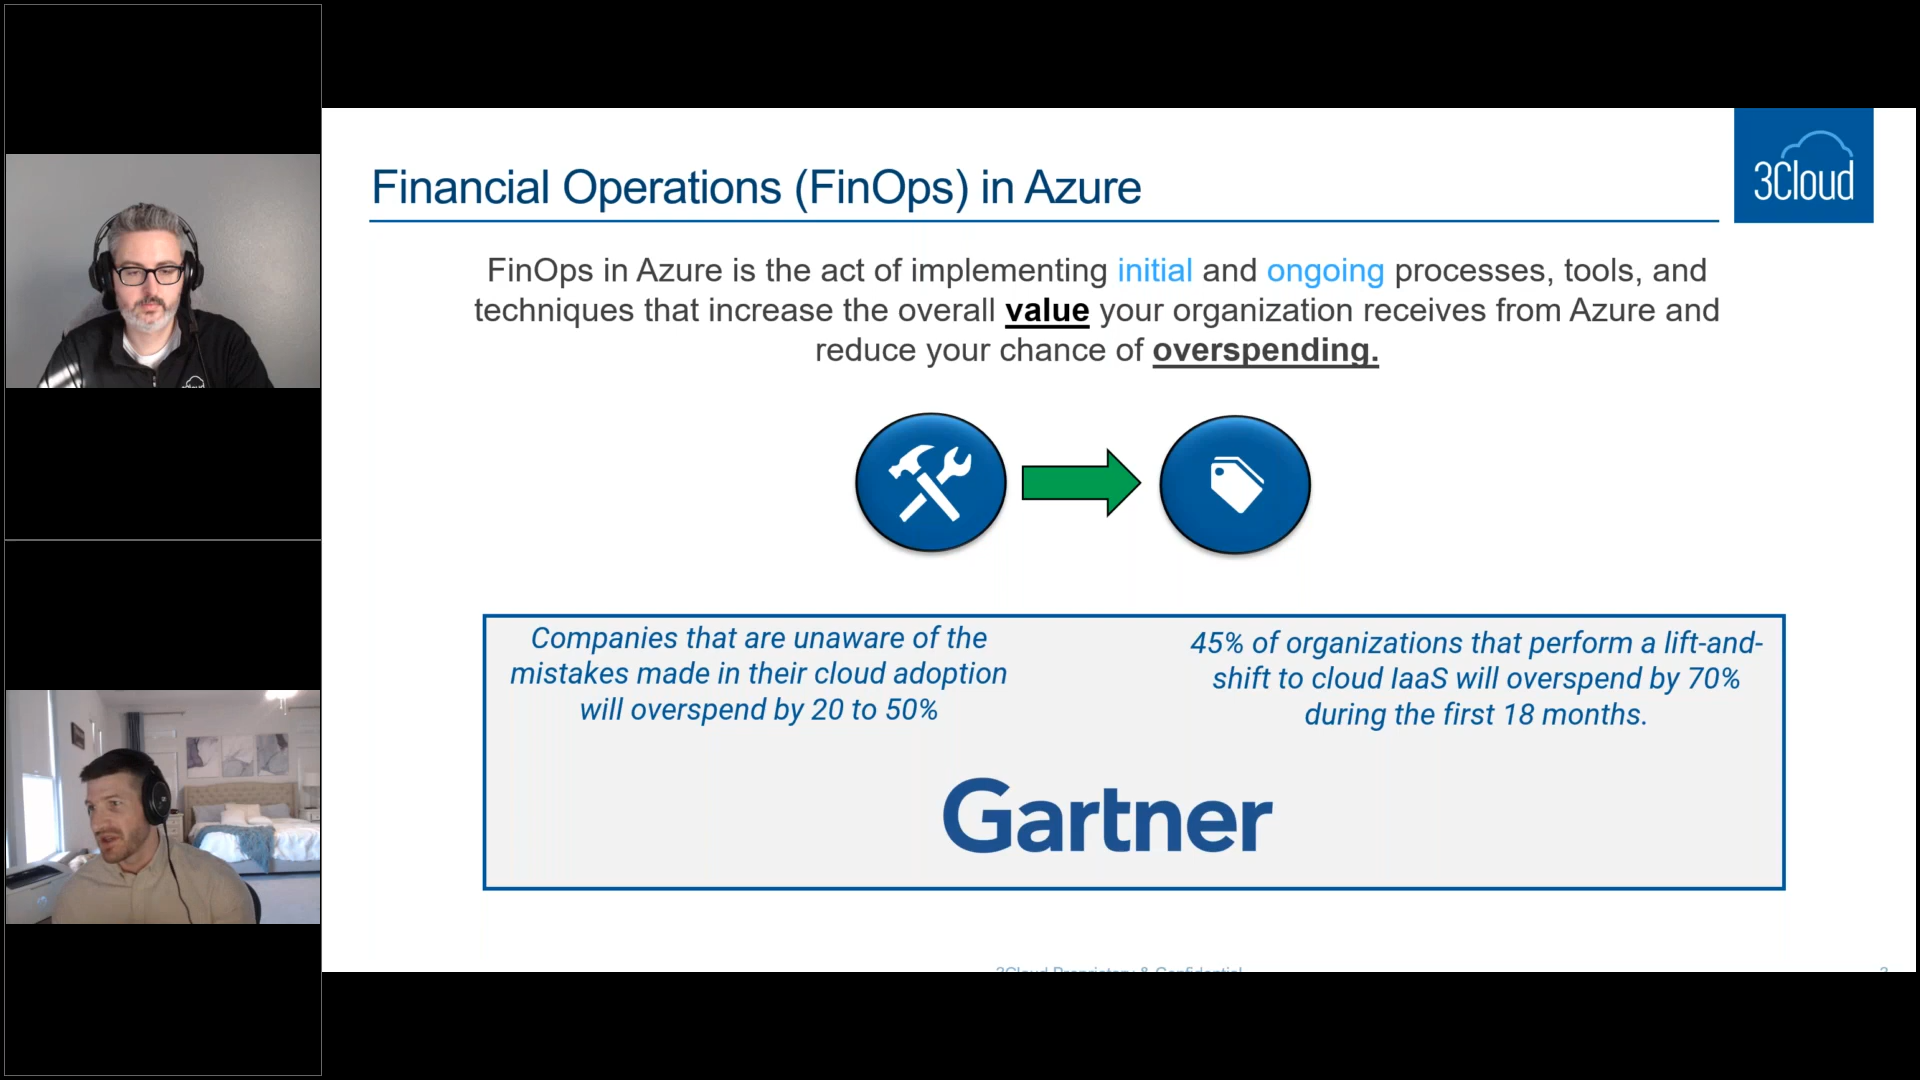 3Cloud
Financial Operations (FinOps) in Azure
FinOps in Azure is the act of implementing initial and ongoing processes, tools, and
techniques that increase the overall value your organization receives from Azure and
reduce your chance of overspending.
Companies that are unaware of the
mistakes made in their cloud adoption
will overspend by 20 to 50%
45% of organizations that perform a lift-and-
shift to cloud IaaS will overspend by 70%
during the first 18 months.
Gartner
3Cloud Proprietary & Confidential
3